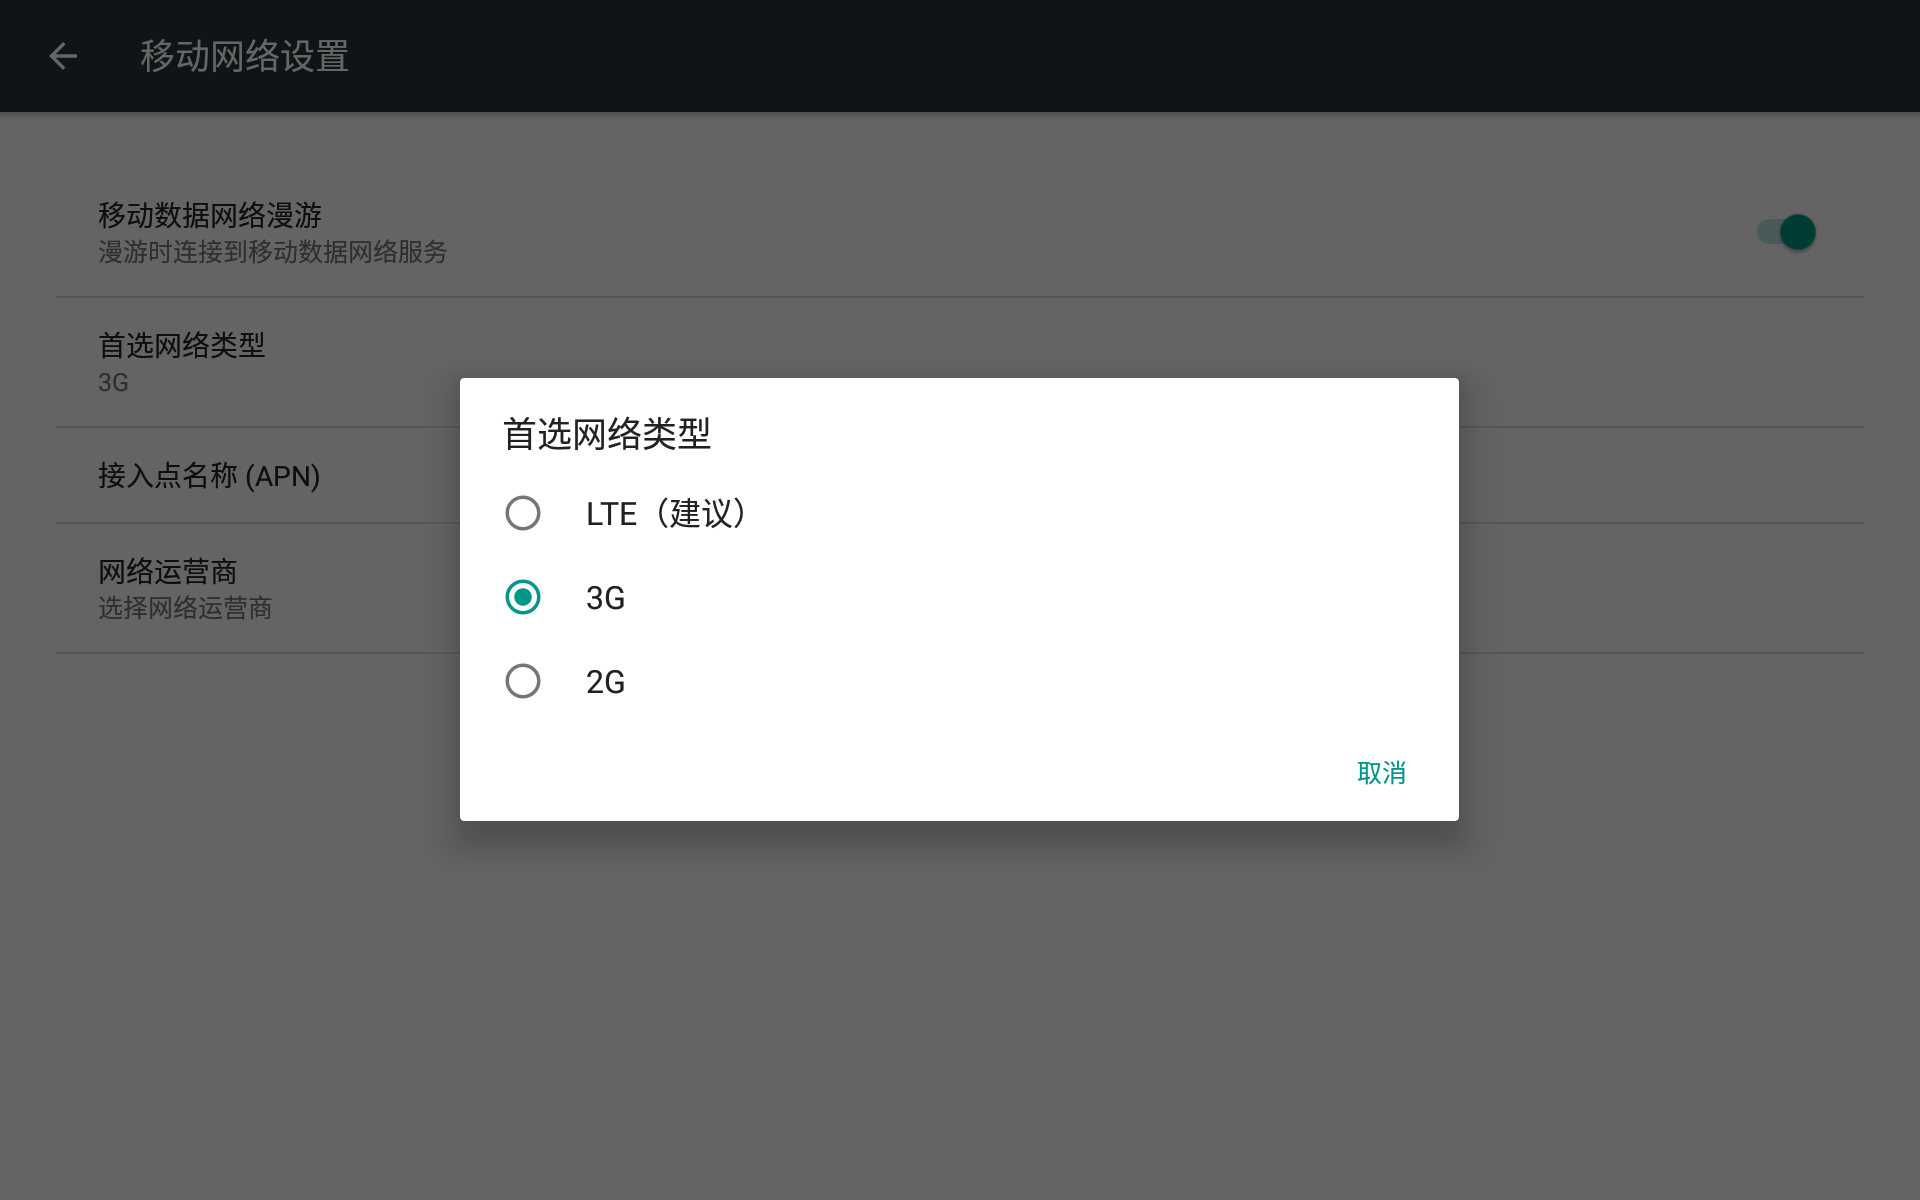 移动网络设置
移动数据网络漫游
漫游时连接到移动数据网络服务
首选网络类型
3G
接入点名称 (APN)
网络运营商
选择网络运营商
首选网络类型
LTE（建议）
3G
2G
取消